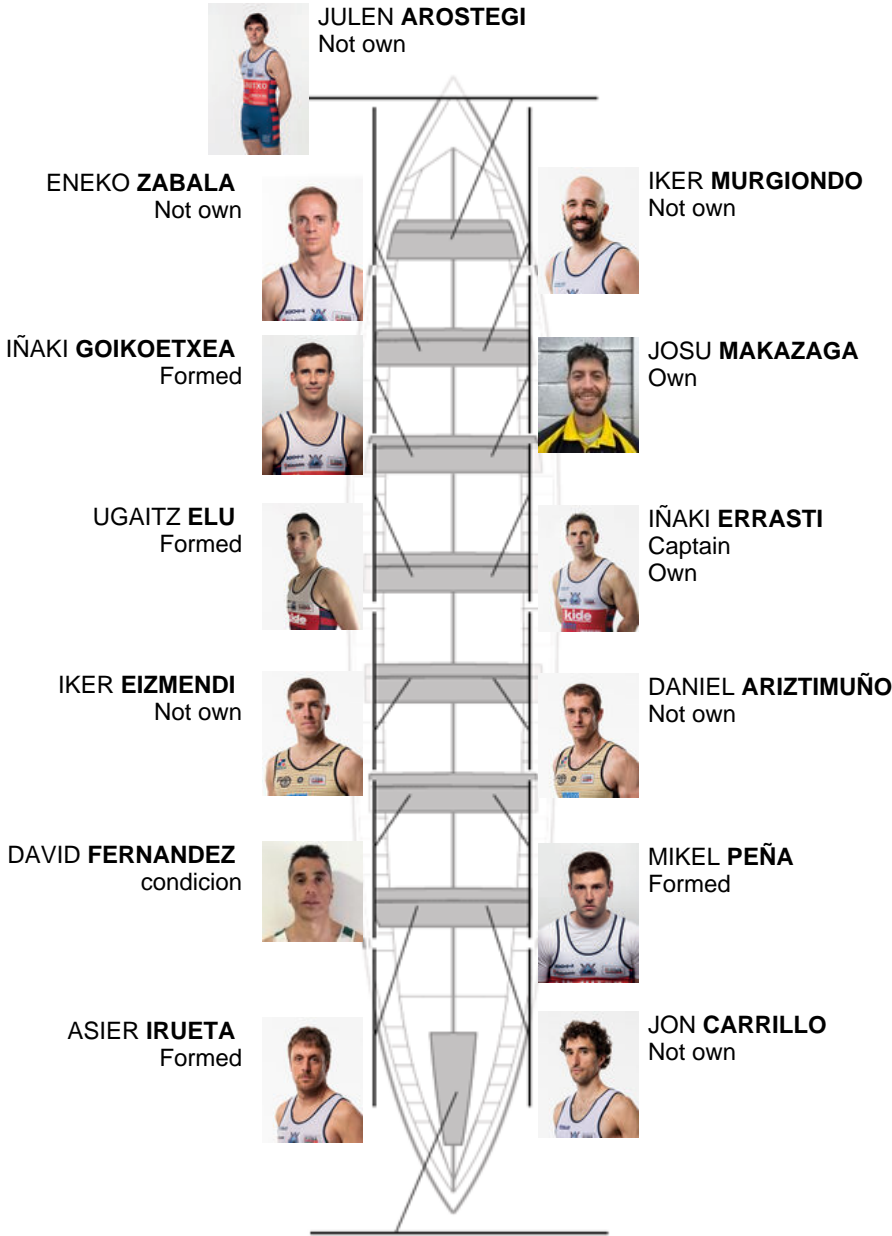 JULEN AROSTEGI
Not own
ENEKO ZABALA
Not own
IKER MURGIONDO
Not own
IÑAKI GOIKOETXEA
Formed
JOSU MAKAZAGA
Own
UGAITZ ELU
Formed
IÑAKI ERRASTI
Captain
Own
kide
kide
IKER EIZMENDI
Not own
DANIEL ARIZTIMUÑO
Not own
DAVID FERNANDEZ
condicion
MIKEL PEÑA
Formed
ASIER IRUETA
Formed
JON CARRILLO
Not own